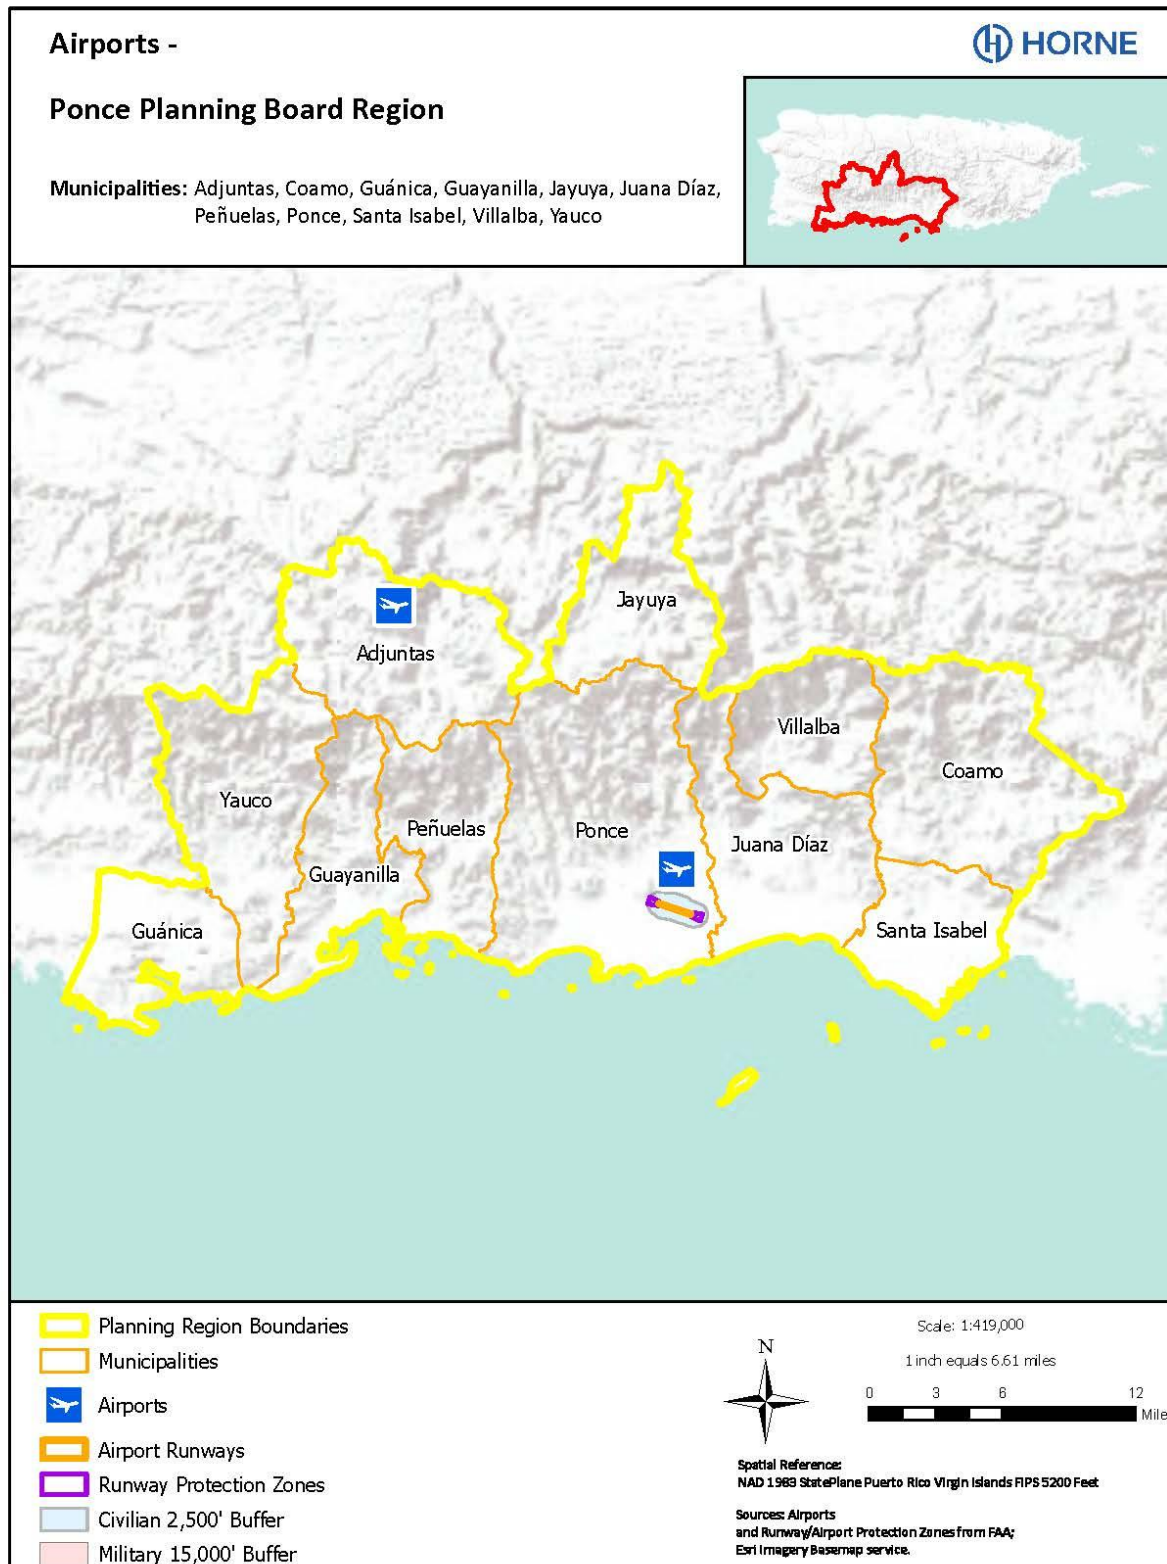 Airports -
HORNE
Ponce Planning Board Region
Municipalities: Adjuntas, Coamo, Guánica, Guayanilla, Jayuya, Juana Díaz,
Peñuelas, Ponce, Santa Isabel, Villalba, Yauco
Jayuya
Adjuntas
Villalba
Coamo
Yauco
Peñuelas
Ponce
Juana Díaz
Guayanilla
Guánica
Santa Isabel
Planning Region Boundaries
Municipalities
Airports
Airport Runways
Runway Protection Zones
Civilian 2,500' Buffer
Military 15,000' Buffer
N
Scale: 1:419,000
1 inch equals 6.61 miles
0 3 6 12
Mile
Spatial Reference:
NAD 1983 StatePlane Puerto Rico Virgin Islands FIPS 5200 Feet
Sources: Airports
and Runway/Airport Protection Zones from FAA;
Esri Imagery Basemap service.